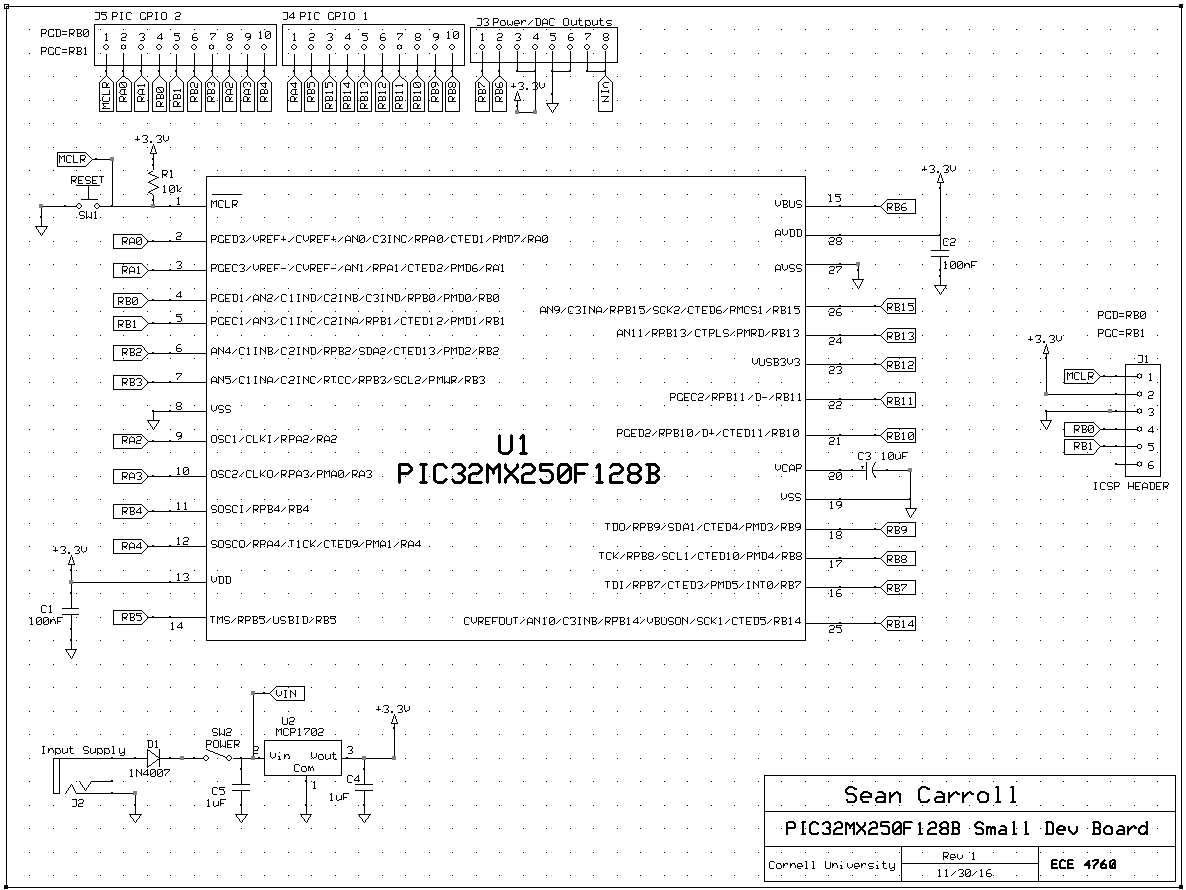 J5 PIC GPIO 2
PGD=RB0
PGC=RB1
1 2 3 4 5 6 7 8 9 10
MCLR RA0 RA1 RB0 RB1 RB2 RB3 RA2 RA3 RB4
J4 PIC GPIO 1
1 2 3 4 5 6 7 8 9 10
RA4 RB5 RB15 RB14 RB13 RB12 RB11 RB10 RB9 RB8
J3 Power/DAC Outputs
1 2 3 4 5 6 7 8
RB7 RB6 +3.3V VIN
+3.3V
MCLR
RESET
SW1
R1
10k
1 MCLR
RA0 2 PGED3/VREF+/CVREF+/AN0/C3INC/RPA0/CTED1/PMD7/RA0
RA1 3 PGEC3/VREF-/CVREF-/AN1/RPA1/CTED2/PMD6/RA1
RB0 4 PGED1/AN2/C1IND/C2INB/C3IND/RPB0/PMD0/RB0
RB1 5 PGEC1/AN3/C1INC/C2INA/RPB1/CTED12/PMD1/RB1
RB2 6 AN4/C1INB/C2IND/RPB2/SDA2/CTED13/PMD2/RB2
RB3 7 AN5/C1INA/C2INC/RTCC/RPB3/SCL2/PMWR/RB3
8 VSS
RA2 9 OSC1/CLKI/RPA2/RA2
RA3 10 OSC2/CLKO/RPA3/PMA0/RA3
RB4 11 SOSCI/RPB4/RB4
RA4 12 SOSCO/RPA4/T1CK/CTED9/PMA1/RA4
+3.3V
13 VDD
C1
100nF
RB5 14 TMS/RPB5/USBID/RB5
U1
PIC32MX250F128B
VBUS 15 RB6
+3.3V
AVDD 28
C2
100nF
AVSS 27
AN9/C3INA/RPB15/SCK2/CTED6/PMCS1/RB15 26 RB15
AN11/RPB13/CTPLS/PMRD/RB13 24 RB13
VUSB3V3 23 RB12
PGEC2/RPB11/D-/RB11 22 RB11
PGED2/RPB10/D+/CTED11/RB10 21 RB10
VCAP 20 C3 10uF
VSS 19
TDO/RPB9/SDA1/CTED4/PMD3/RB9 18 RB9
TCK/RPB8/SCL1/CTED10/PMD4/RB8 17 RB8
TDI/RPB7/CTED3/PMD5/INT0/RB7 16 RB7
CVREFOUT/AN10/C3INB/RPB14/VBUSON/SCK1/CTED5/RB14 25 RB14
PGD=RB0
PGC=RB1
+3.3V
J1
MCLR 1
2
3
RB0 4
RB1 5
6
ICSP HEADER
VIN
+3.3V
U2
MCP1702
SW2
POWER
Input Supply
D1
1N4007
J2
2 Vin Vout 3
Com
1
C5
1uF
C4
1uF
Sean Carroll
PIC32MX250F128B Small Dev Board
Cornell University
Rev 1
11/30/16
ECE 4760